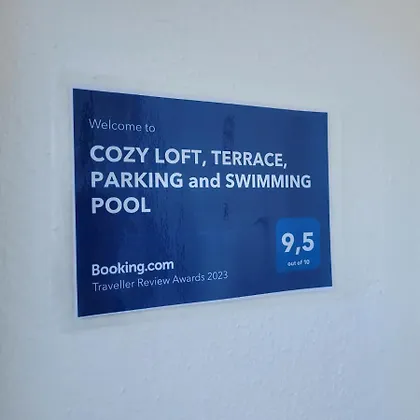 Welcome to
COZY LOFT, TERRACE,
PARKING and SWIMMING
POOL
9,5
out of 10
Booking.com
Traveller Review Awards 2023